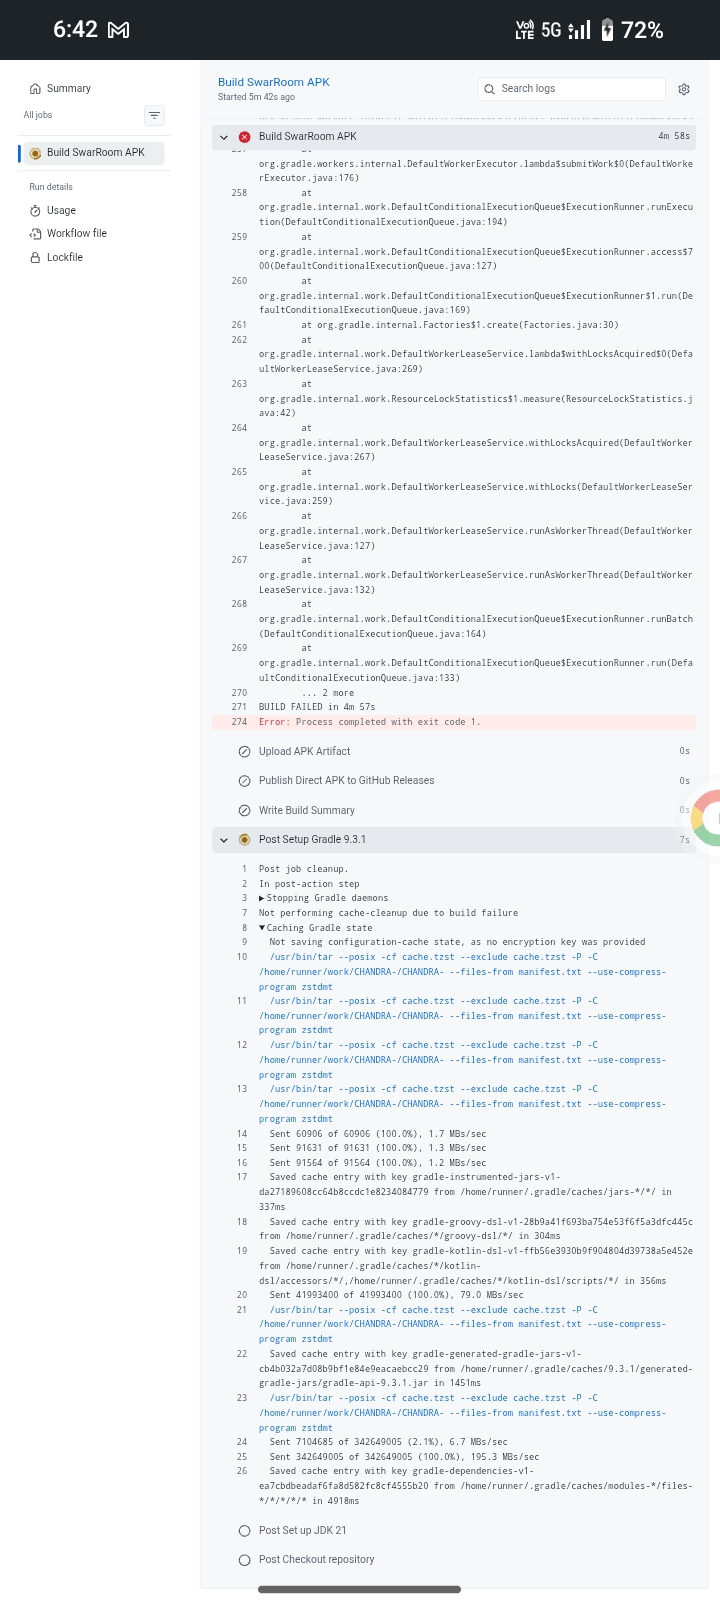 6:42
Vo)) LTE 5G 72%
Summary
All jobs
Build SwarRoom APK
Run details
Usage
Workflow file
Lockfile
Build SwarRoom APK
Started 5m 42s ago
Search logs
Build SwarRoom APK 4m 58s
org.gradle.workers.internal.DefaultWorkerExecutor.lambda$submitWork$0(DefaultWorke
rExecutor.java:176)
258 at
org.gradle.internal.work.DefaultConditionalExecutionQueue$ExecutionRunner.runExecu
tion(DefaultConditionalExecutionQueue.java:194)
259 at
org.gradle.internal.work.DefaultConditionalExecutionQueue$ExecutionRunner.access$7
00(DefaultConditionalExecutionQueue.java:127)
260 at
org.gradle.internal.work.DefaultConditionalExecutionQueue$ExecutionRunner$1.run(De
faultConditionalExecutionQueue.java:169)
261 at org.gradle.internal.Factories$1.create(Factories.java:30)
262 at
org.gradle.internal.work.DefaultWorkerLeaseService.lambda$withLocksAcquired$0(Defa
ultWorkerLeaseService.java:269)
263 at
org.gradle.internal.work.ResourceLockStatistics$1.measure(ResourceLockStatistics.j
ava:42)
264 at
org.gradle.internal.work.DefaultWorkerLeaseService.withLocksAcquired(DefaultWorker
LeaseService.java:267)
265 at
org.gradle.internal.work.DefaultWorkerLeaseService.withLocks(DefaultWorkerLeaseSer
vice.java:259)
266 at
org.gradle.internal.work.DefaultWorkerLeaseService.runAsWorkerThread(DefaultWorker
LeaseService.java:127)
267 at
org.gradle.internal.work.DefaultWorkerLeaseService.runAsWorkerThread(DefaultWorker
LeaseService.java:132)
268 at
org.gradle.internal.work.DefaultConditionalExecutionQueue$ExecutionRunner.runBatch
(DefaultConditionalExecutionQueue.java:164)
269 at
org.gradle.internal.work.DefaultConditionalExecutionQueue$ExecutionRunner.run(Defa
ultConditionalExecutionQueue.java:133)
270 ... 2 more
271 BUILD FAILED in 4m 57s
274 Error: Process completed with exit code 1.
Upload APK Artifact 0s
Publish Direct APK to GitHub Releases 0s
Write Build Summary 0s
Post Setup Gradle 9.3.1 7s
1 Post job cleanup.
2 In post-action step
3 ▶Stopping Gradle daemons
7 Not performing cache-cleanup due to build failure
8 ▼Caching Gradle state
9 Not saving configuration-cache state, as no encryption key was provided
10 /usr/bin/tar --posix -cf cache.tzst --exclude cache.tzst -P -C
/home/runner/work/CHANDRA-/CHANDRA- --files-from manifest.txt --use-compress-
program zstdmt
11 /usr/bin/tar --posix -cf cache.tzst --exclude cache.tzst -P -C
/home/runner/work/CHANDRA-/CHANDRA- --files-from manifest.txt --use-compress-
program zstdmt
12 /usr/bin/tar --posix -cf cache.tzst --exclude cache.tzst -P -C
/home/runner/work/CHANDRA-/CHANDRA- --files-from manifest.txt --use-compress-
program zstdmt
13 /usr/bin/tar --posix -cf cache.tzst --exclude cache.tzst -P -C
/home/runner/work/CHANDRA-/CHANDRA- --files-from manifest.txt --use-compress-
program zstdmt
14 Sent 60906 of 60906 (100.0%), 1.7 MBs/sec
15 Sent 91631 of 91631 (100.0%), 1.3 MBs/sec
16 Sent 91564 of 91564 (100.0%), 1.2 MBs/sec
17 Saved cache entry with key gradle-instrumented-jars-v1-
da27189608cc64b8ccdc1e8234084779 from /home/runner/.gradle/caches/jars-*/*/ in
337ms
18 Saved cache entry with key gradle-groovy-dsl-v1-28b9a41f693ba754e53f6f5a3dfc445c
from /home/runner/.gradle/caches/*/groovy-dsl/*/ in 304ms
19 Saved cache entry with key gradle-kotlin-dsl-v1-ffb56e3930b9f904804d39738a5e452e
from /home/runner/.gradle/caches/*/kotlin-
dsl/accessors/*/,/home/runner/.gradle/caches/*/kotlin-dsl/scripts/*/ in 356ms
20 Sent 41993400 of 41993400 (100.0%), 79.0 MBs/sec
21 /usr/bin/tar --posix -cf cache.tzst --exclude cache.tzst -P -C
/home/runner/work/CHANDRA-/CHANDRA- --files-from manifest.txt --use-compress-
program zstdmt
22 Saved cache entry with key gradle-generated-gradle-jars-v1-
cb4b032a7d08b9bf1e84e9eacaebcc29 from /home/runner/.gradle/caches/9.3.1/generated-
gradle-jars/gradle-api-9.3.1.jar in 1451ms
23 /usr/bin/tar --posix -cf cache.tzst --exclude cache.tzst -P -C
/home/runner/work/CHANDRA-/CHANDRA- --files-from manifest.txt --use-compress-
program zstdmt
24 Sent 7104685 of 342649005 (2.1%), 6.7 MBs/sec
25 Sent 342649005 of 342649005 (100.0%), 195.3 MBs/sec
26 Saved cache entry with key gradle-dependencies-v1-
ea7cbdbeadaf6fa8d582fc8cf4555b20 from /home/runner/.gradle/caches/modules-*/files-
*/*/*/*/* in 4918ms
Post Set up JDK 21
Post Checkout repository